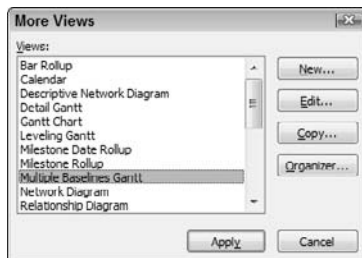 More Views
Views:
Bar Rollup
Calendar
Descriptive Network Diagram
Detail Gantt
Gantt Chart
Leveling Gantt
Milestone Date Rollup
Milestone Rollup
Multiple Baselines Gantt
Network Diagram
Relationship Diagram
New...
Edit...
Copy...
Organizer...
Apply
Cancel